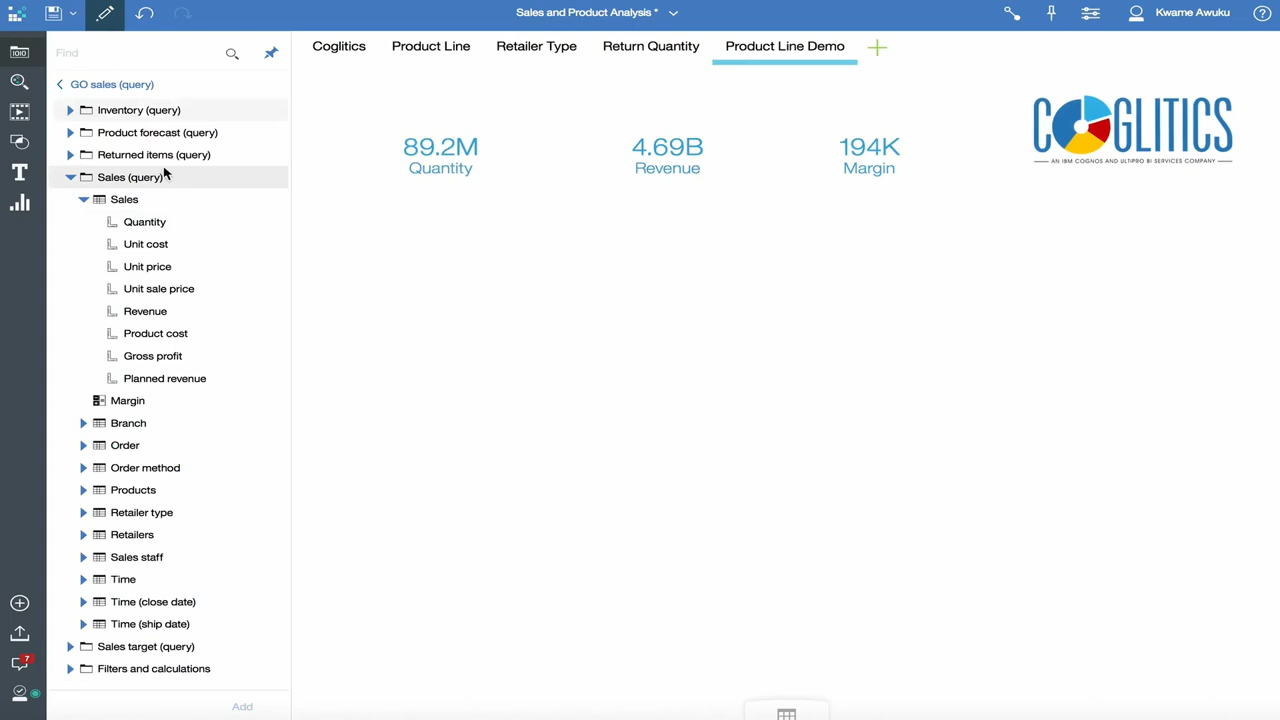 Sales and Product Analysis *
Kwame Awuku
Find
Coglitics
Product Line
Retailer Type
Return Quantity
Product Line Demo
GO sales (query)
Inventory (query)
Product forecast (query)
Returned items (query)
Sales (query)
Sales
Quantity
Unit cost
Unit price
Unit sale price
Revenue
Product cost
Gross profit
Planned revenue
Margin
Branch
Order
Order method
Products
Retailer type
Retailers
Sales staff
Time
Time (close date)
Time (ship date)
Sales target (query)
Filters and calculations
Add
7
89.2M
Quantity
4.69B
Revenue
194K
Margin
COGLITICS
AN IBM COGNOS AND ULTIPRO BI SERVICES COMPANY